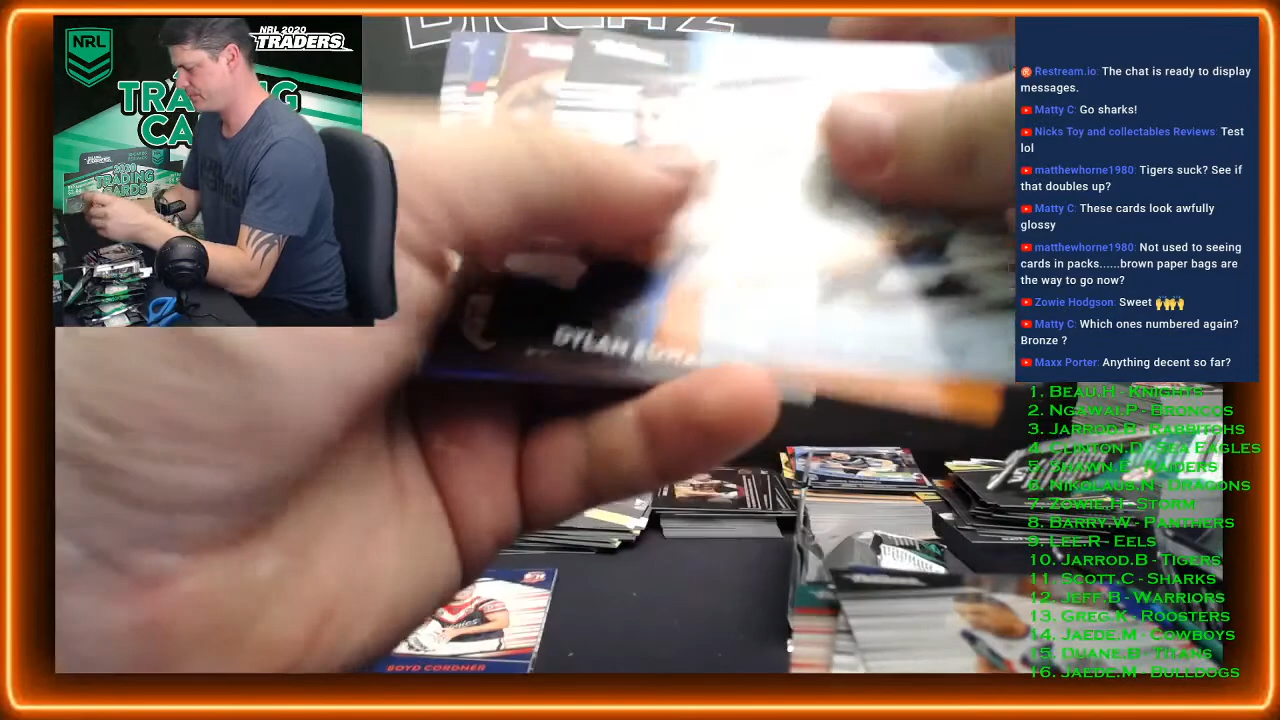 NRL
NRL 2020
TRADERS
2020
TRADING
CARDS
Restream.io: The chat is ready to display
messages.
Matty C: Go sharks!
Nicks Toy and collectables Reviews: Test
lol
matthewhorne1980: Tigers suck? See if
that doubles up?
Matty C: These cards look awfully
glossy
matthewhorne1980: Not used to seeing
cards in packs......brown paper bags are
the way to go now?
Zowie Hodgson: Sweet 🙌🙌
Matty C: Which ones numbered again?
Bronze ?
Maxx Porter: Anything decent so far?
1. Beau.H - Knights
2. Ngawai.P - Broncos
3. Jarrod.B - Rabbitohs
4. Clinton.D - Sea Eagles
5. Shawn.E - Raiders
6. Nikolaus.N - Dragons
7. Zowie.H - Storm
8. Barry.W - Panthers
9. Lee.R - Eels
10. Jarrod.B - Tigers
11. Scott.C - Sharks
12. Jeff.B - Warriors
13. Greg.K - Roosters
14. Jaede.M - Cowboys
15. Duane.B - Titans
16. Jaede.M - Bulldogs
DYLAN
BOYD CORDNER